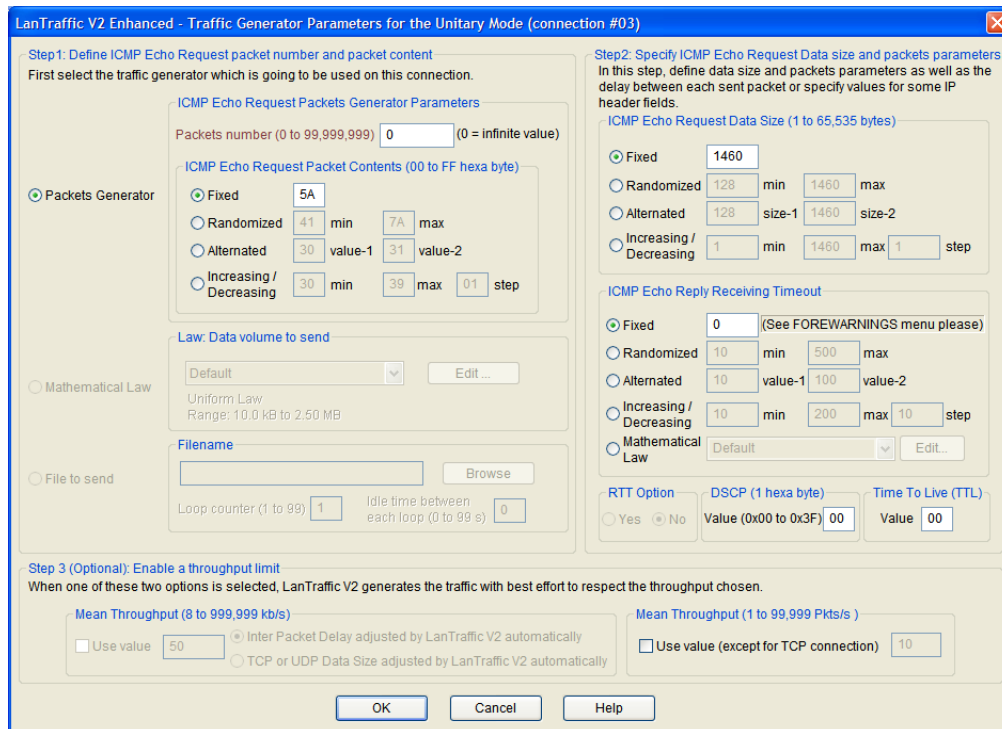 LanTraffic V2 Enhanced - Traffic Generator Parameters for the Unitary Mode (connection #03)
Step1: Define ICMP Echo Request packet number and packet content
First select the traffic generator which is going to be used on this connection.
ICMP Echo Request Packets Generator Parameters
Packets number (0 to 99,999,999) 0 (0 = infinite value)
ICMP Echo Request Packet Contents (00 to FF hexa byte)
Packets Generator
Fixed 5A
Randomized 41 min 7A max
Alternated 30 value-1 31 value-2
Increasing /
Decreasing 30 min 39 max 01 step
Law: Data volume to send
Mathematical Law
Default Edit ...
Uniform Law
Range: 10.0 kB to 2.50 MB
Filename
File to send
Browse
Loop counter (1 to 99) 1 Idle time between
each loop (0 to 99 s) 0
Step2: Specify ICMP Echo Request Data size and packets parameters
In this step, define data size and packets parameters as well as the
delay between each sent packet or specify values for some IP
header fields.
ICMP Echo Request Data Size (1 to 65,535 bytes)
Fixed 1460
Randomized 128 min 1460 max
Alternated 128 size-1 1460 size-2
Increasing /
Decreasing 1 min 1460 max 1 step
ICMP Echo Reply Receiving Timeout
Fixed 0 (See FOREWARNINGS menu please)
Randomized 10 min 500 max
Alternated 10 value-1 100 value-2
Increasing /
Decreasing 10 min 200 max 10 step
Mathematical
Law Default Edit...
RTT Option
Yes No
DSCP (1 hexa byte)
Value (0x00 to 0x3F) 00
Time To Live (TTL)
Value 00
Step 3 (Optional): Enable a throughput limit
When one of these two options is selected, LanTraffic V2 generates the traffic with best effort to respect the throughput chosen.
Mean Throughput (8 to 999,999 kb/s)
Use value 50
Inter Packet Delay adjusted by LanTraffic V2 automatically
TCP or UDP Data Size adjusted by LanTraffic V2 automatically
Mean Throughput (1 to 99,999 Pkts/s )
Use value (except for TCP connection) 10
OK Cancel Help